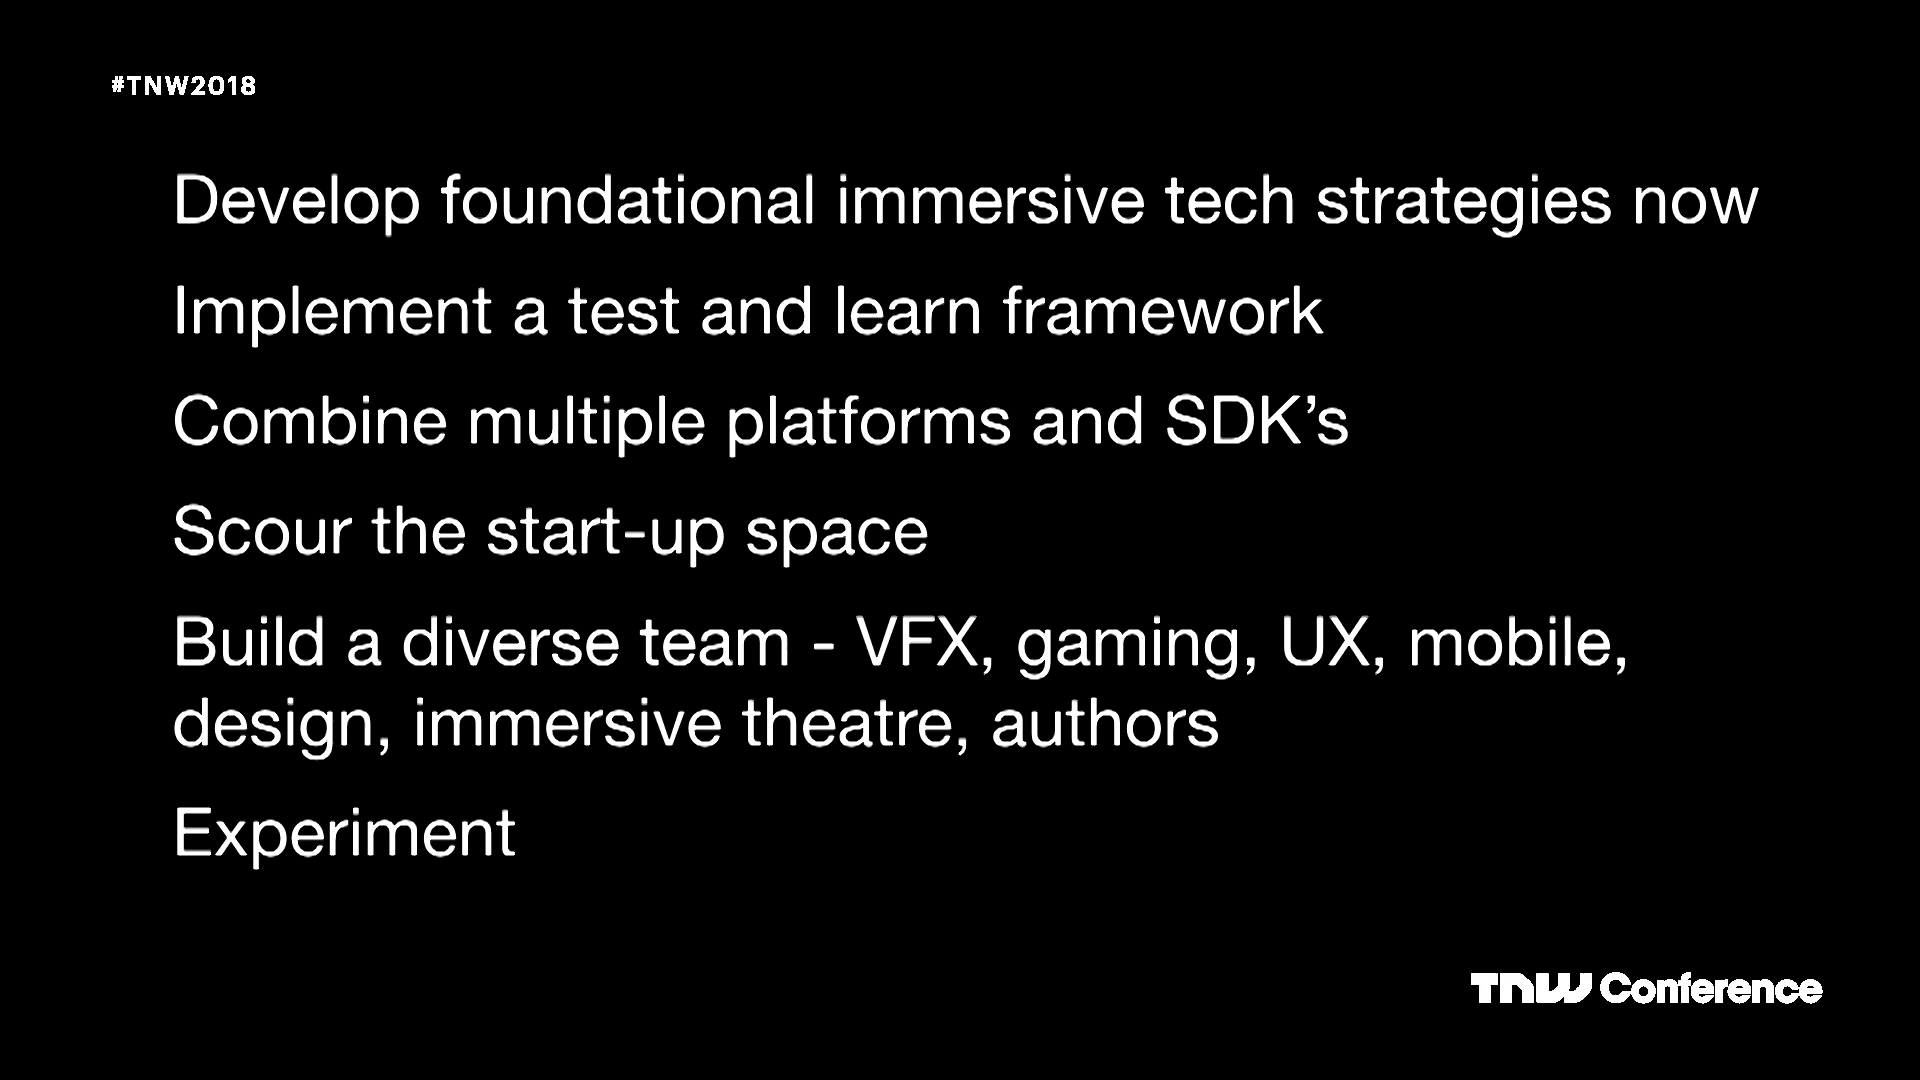 #TNW2018
Develop foundational immersive tech strategies now
Implement a test and learn framework
Combine multiple platforms and SDK’s
Scour the start-up space
Build a diverse team - VFX, gaming, UX, mobile,
design, immersive theatre, authors
Experiment
TNW Conference